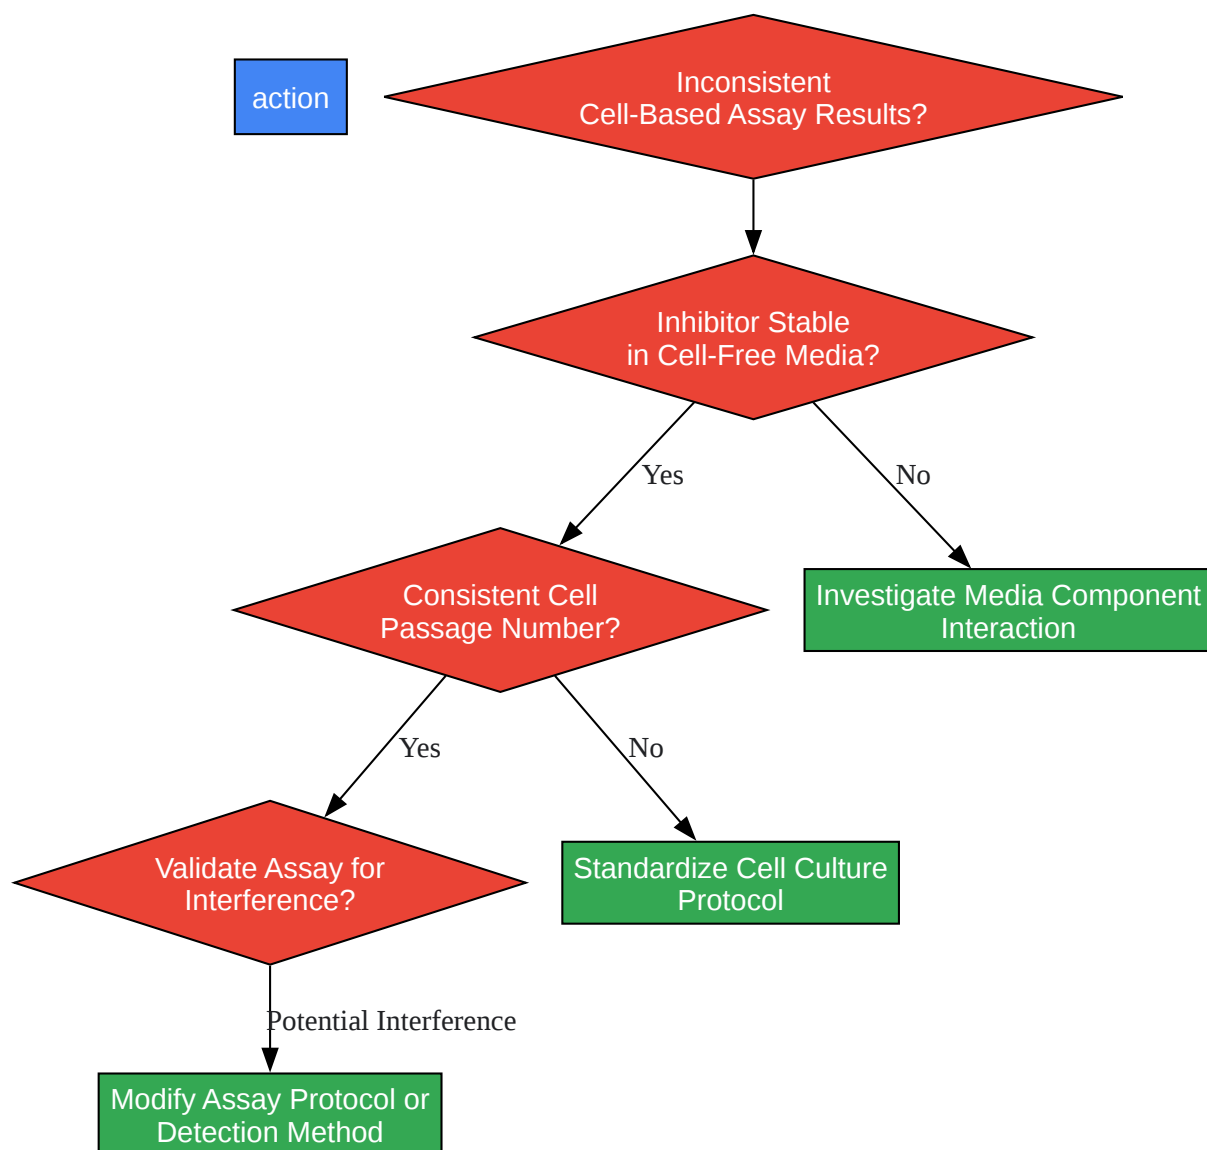 action
Inconsistent
Cell-Based Assay Results?
Inhibitor Stable
in Cell-Free Media?
Yes
No
Consistent Cell
Passage Number?
Investigate Media Component
Interaction
Yes
No
Validate Assay for
Interference?
Standardize Cell Culture
Protocol
Potential Interference
Modify Assay Protocol or
Detection Method